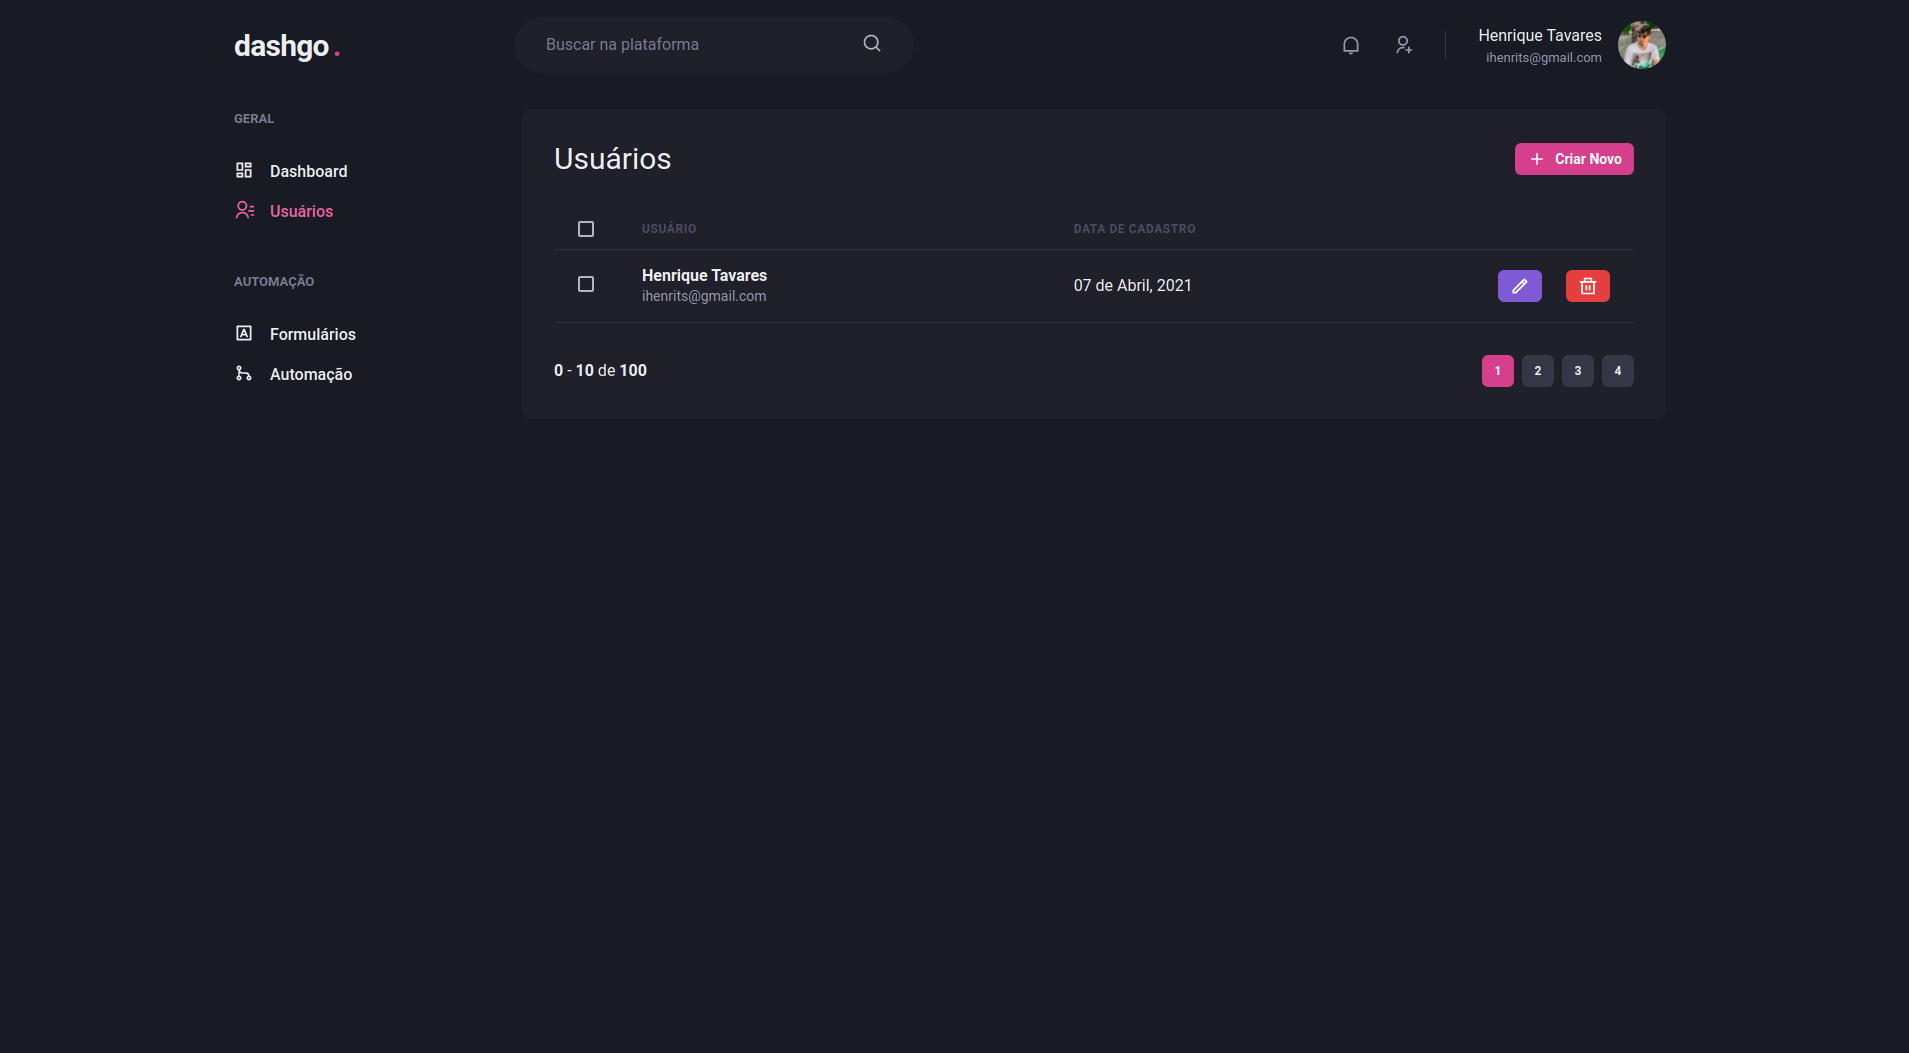 dashgo.
Buscar na plataforma
Henrique Tavares
ihenrits@gmail.com
GERAL
Dashboard
Usuários
AUTOMAÇÃO
Formulários
Automação
Usuários
Criar Novo
USUÁRIO DATA DE CADASTRO
Henrique Tavares
ihenrits@gmail.com
07 de Abril, 2021
0 - 10 de 100
1 2 3 4